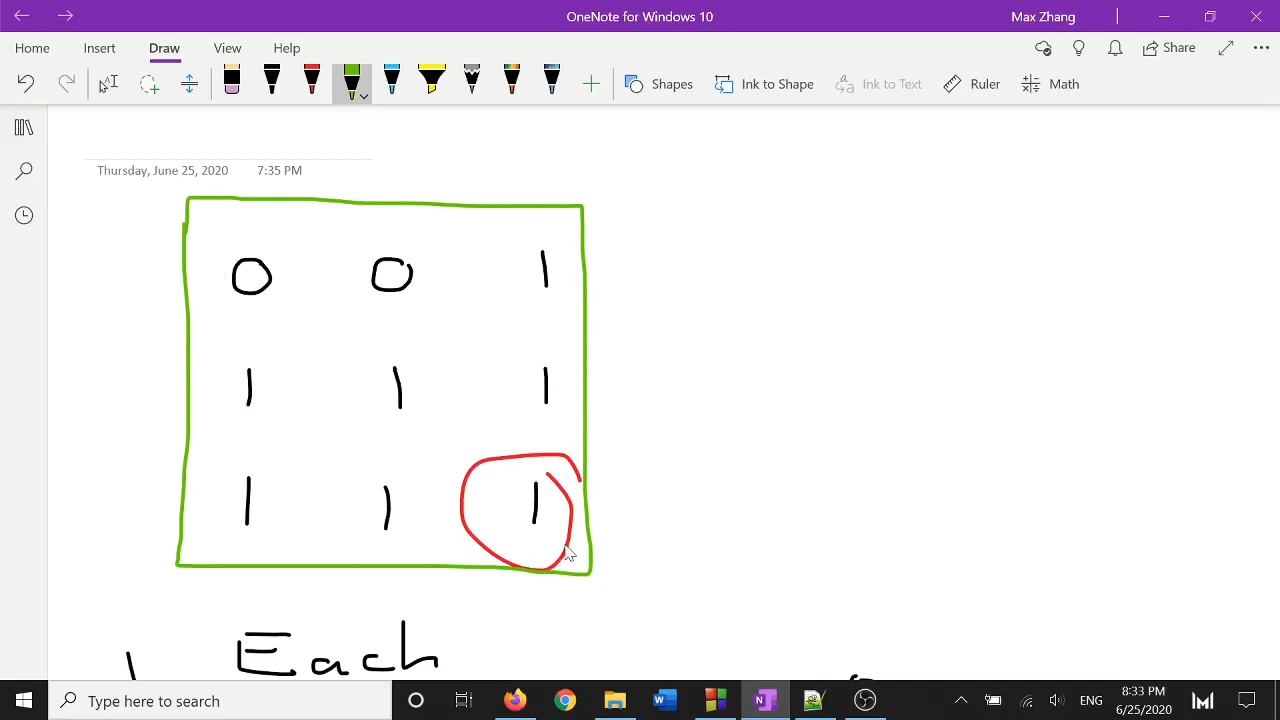 OneNote for Windows 10
Max Zhang
Home Insert Draw View Help
Share
Shapes Ink to Shape Ink to Text Ruler Math
Thursday, June 25, 2020 7:35 PM
0 0 1
1 1 1
1 1 1
Each
Type here to search
ENG
8:33 PM
6/25/2020